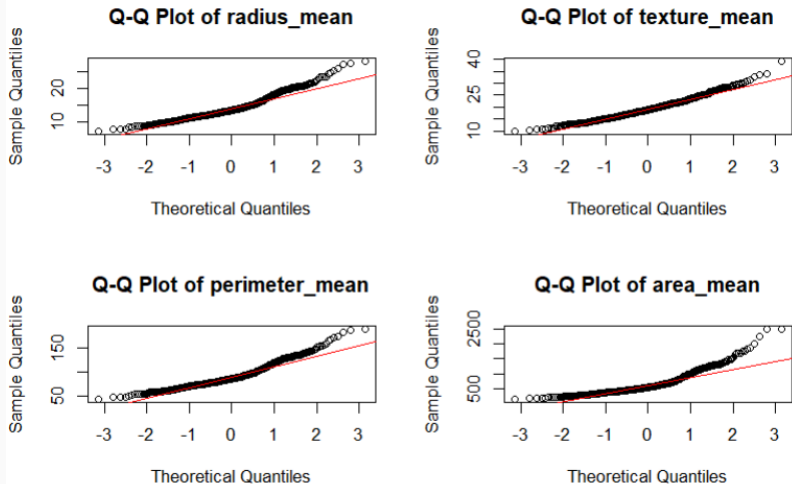 Q-Q Plot of radius_mean
Sample Quantiles
10 20
-3 -2 -1 0 1 2 3
Theoretical Quantiles
Q-Q Plot of texture_mean
Sample Quantiles
10 25 40
-3 -2 -1 0 1 2 3
Theoretical Quantiles
Q-Q Plot of perimeter_mean
Sample Quantiles
50 150
-3 -2 -1 0 1 2 3
Theoretical Quantiles
Q-Q Plot of area_mean
Sample Quantiles
500 2500
-3 -2 -1 0 1 2 3
Theoretical Quantiles